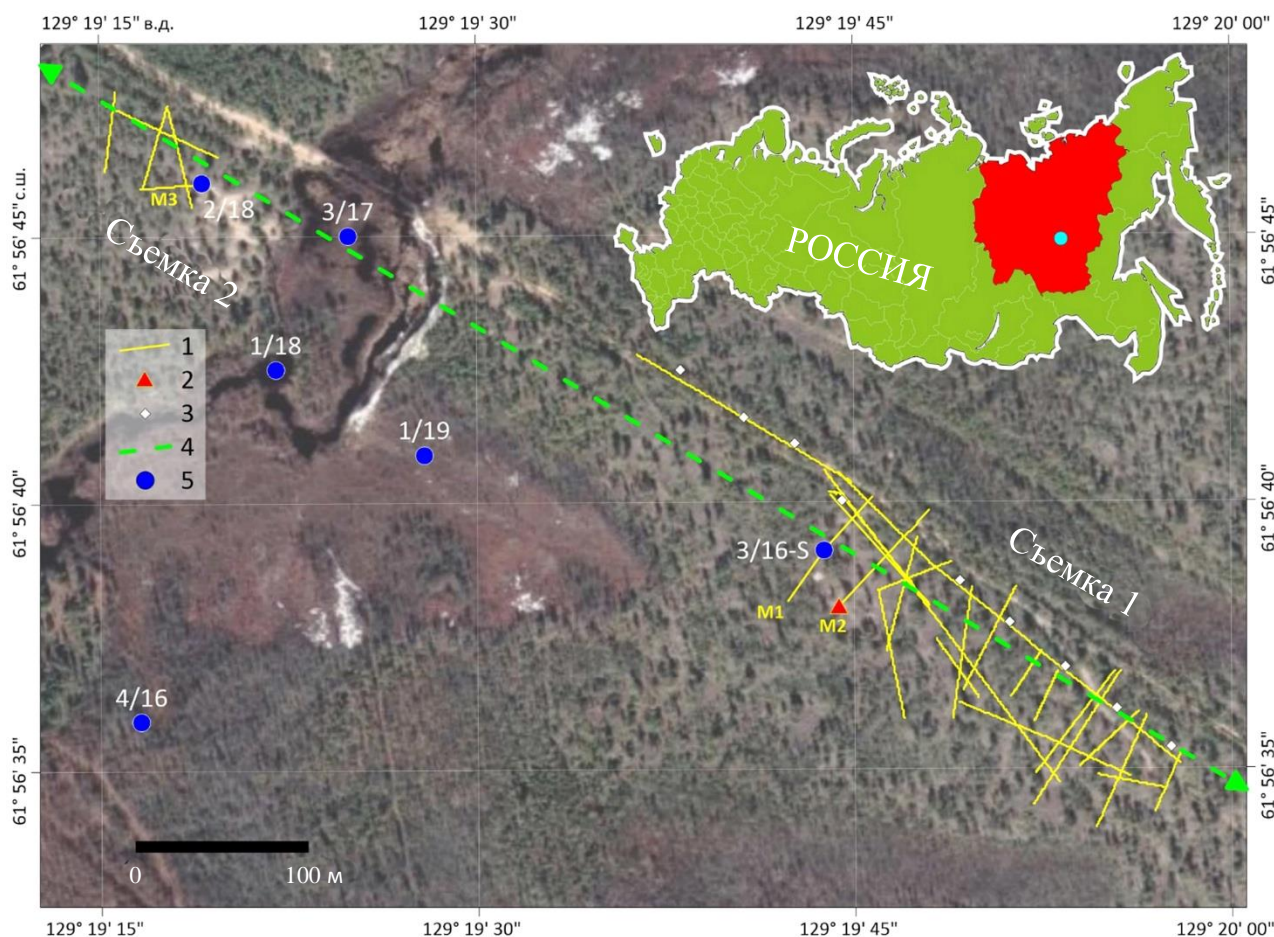 129° 19' 15" в.д.
129° 19' 30"
129° 19' 45"
129° 20' 00"
61° 56' 45" с.ш.
61° 56' 45"
РОССИЯ
М3
2/18
3/17
Съемка 2
1/18
1
2
3
4
5
1/19
61° 56' 40"
61° 56' 40"
3/16-S
Съемка 1
М1
М2
4/16
61° 56' 35"
61° 56' 35"
0
100 м
129° 19' 15"
129° 19' 30"
129° 19' 45"
129° 20' 00"